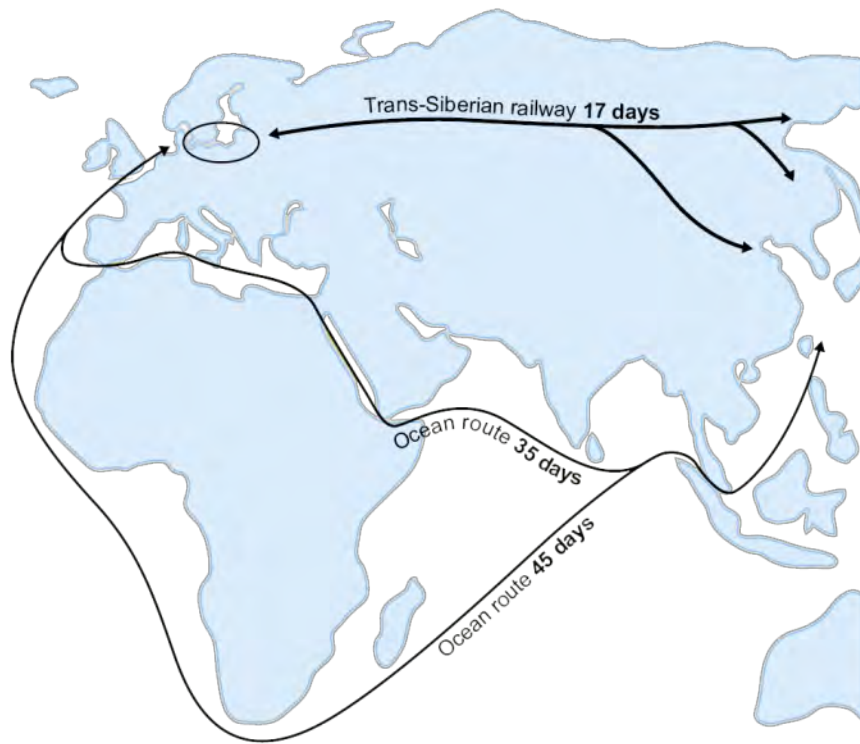 Trans-Siberian railway 17 days
Ocean route 35 days
Ocean route 45 days